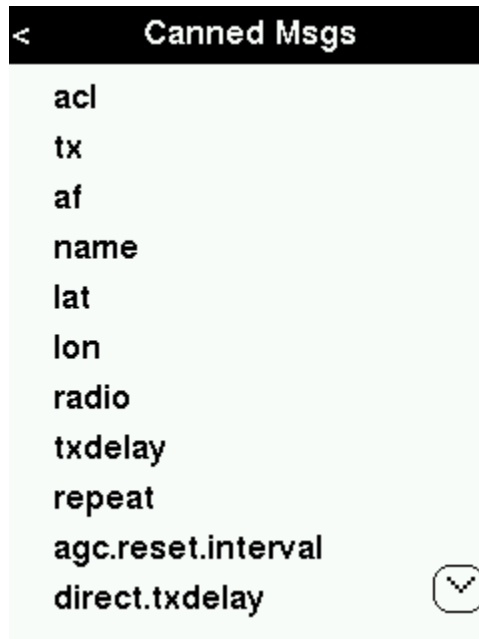 < Canned Msgs
acl
tx
af
name
lat
lon
radio
txdelay
repeat
agc.reset.interval
direct.txdelay